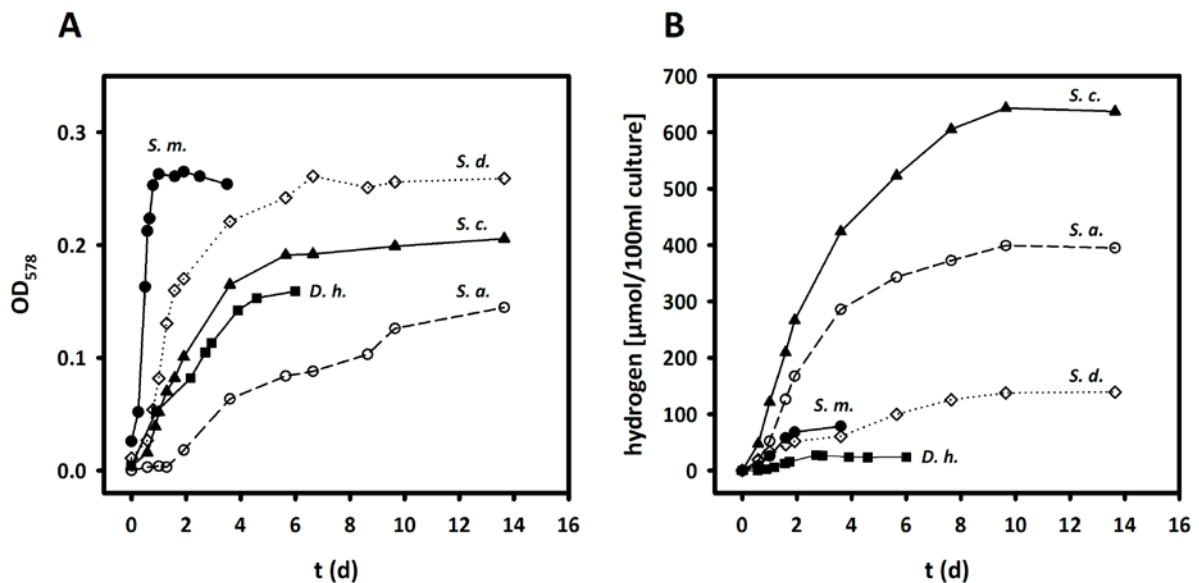 A
OD578
0.3
0.2
0.1
0.0
S. m.
S. d.
S. c.
D. h.
S. a.
0 2 4 6 8 10 12 14 16
t (d)
B
hydrogen [µmol/100ml culture]
700
600
500
400
300
200
100
0
S. c.
S. a.
S. d.
S. m.
D. h.
0 2 4 6 8 10 12 14 16
t (d)